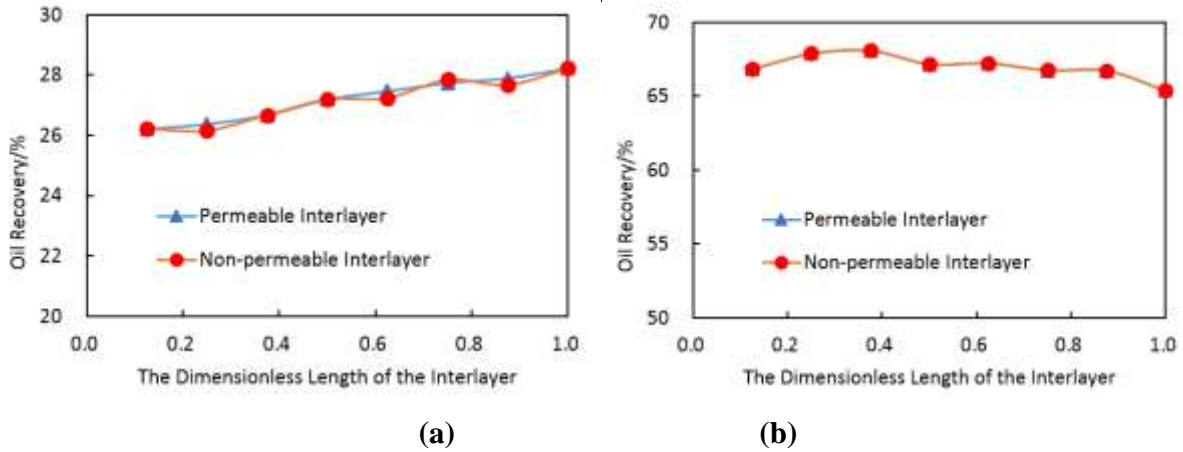 30
28
26
24
22
20
Oil Recovery/%
Permeable Interlayer
Non-permeable Interlayer
0.0 0.2 0.4 0.6 0.8 1.0
The Dimensionless Length of the Interlayer
(a)
70
65
60
55
50
Oil Recovery/%
Permeable Interlayer
Non-permeable Interlayer
0.0 0.2 0.4 0.6 0.8 1.0
The Dimensionless Length of the Interlayer
(b)